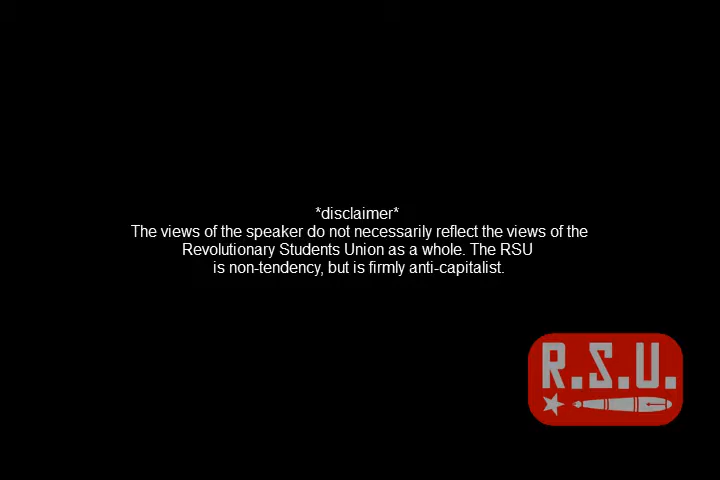 *disclaimer*
The views of the speaker do not necessarily reflect the views of the
Revolutionary Students Union as a whole. The RSU
is non-tendency, but is firmly anti-capitalist.
R.S.U.